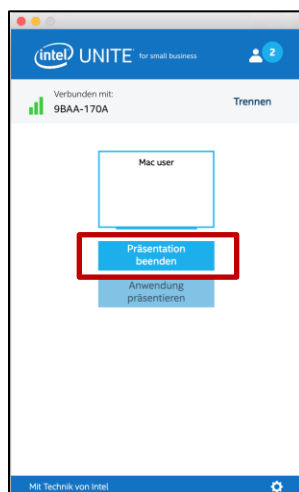 intel UNITE for small business
2
Verbunden mit:
9BAA-170A
Trennen
Mac user
Präsentation
beenden
Anwendung
präsentieren
Mit Technik von Intel